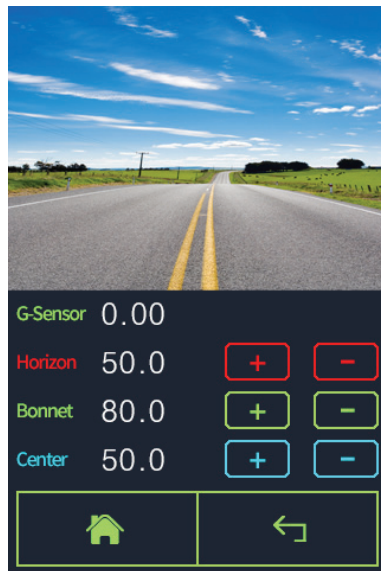 G-Sensor 0.00
Horizon 50.0 + −
Bonnet 80.0 + −
Center 50.0 + −